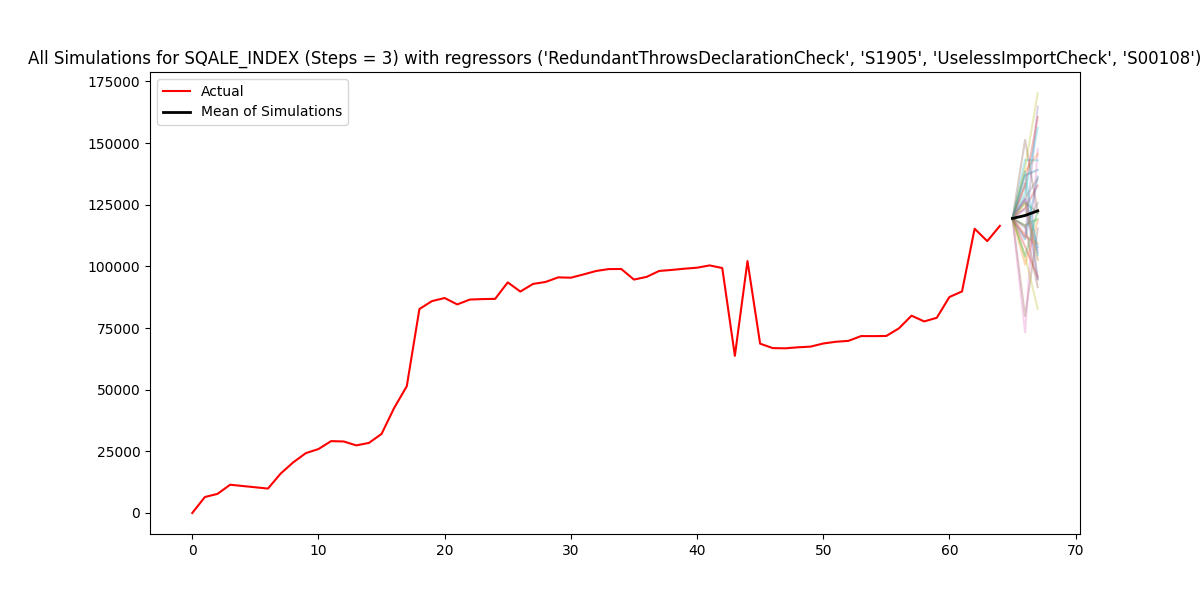 All Simulations for SQALE_INDEX (Steps = 3) with regressors ('RedundantThrowsDeclarationCheck', 'S1905', 'UselessImportCheck', 'S00108')
Actual
Mean of Simulations
175000
150000
125000
100000
75000
50000
25000
0
0 10 20 30 40 50 60 70